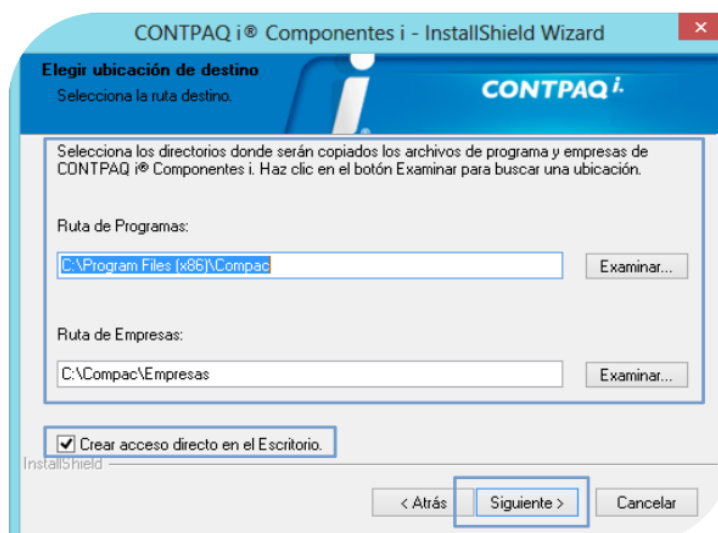 CONTPAQ i® Componentes i - InstallShield Wizard
x
Elegir ubicación de destino
Selecciona la ruta destino.
CONTPAQ i.
Selecciona los directorios donde serán copiados los archivos de programa y empresas de
CONTPAQ i® Componentes i. Haz clic en el botón Examinar para buscar una ubicación.
Ruta de Programas:
C:\Program Files (x86)\Compac
Examinar...
Ruta de Empresas:
C:\Compac\Empresas
Examinar...
Crear acceso directo en el Escritorio.
InstallShield
< Atrás
Siguiente >
Cancelar